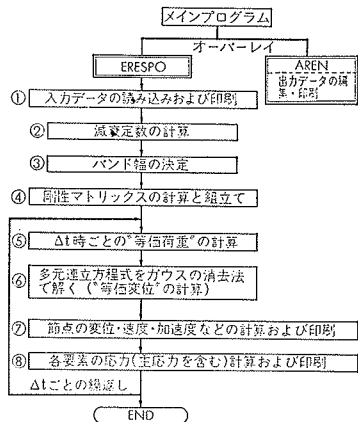 メインプログラム
オーバーレイ
ERESPO
AREN
出力データの編
集・印刷
① 入力データの読み込みおよび印刷
② 減衰定数の計算
③ バンド幅の決定
④ 剛性マトリックスの計算と組立て
⑤ Δt時ごとの“等価荷重”の計算
⑥ 多元連立方程式をガウスの消去法
で解く(“等価変位”の計算)
⑦ 節点の変位・速度・加速度などの計算および印刷
⑧ 各要素の応力(主応力を含む)計算および印刷
Δtごとの繰返し
END